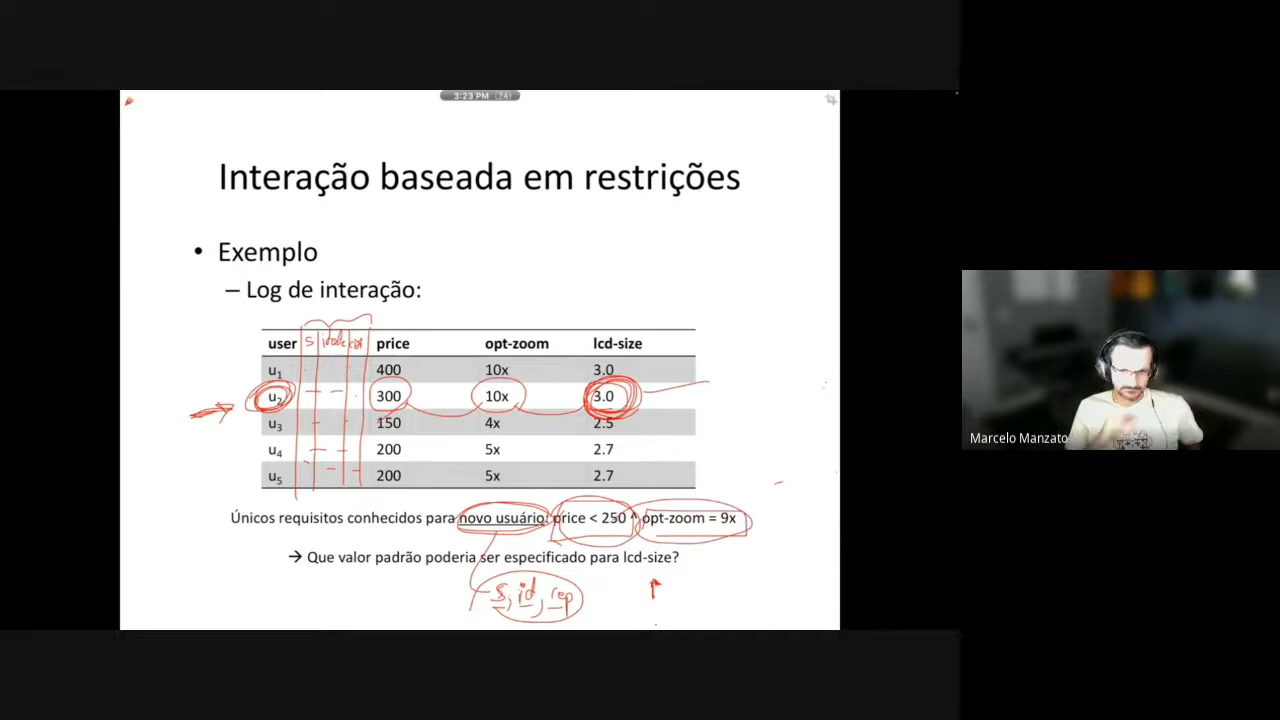 3:23 PM
Interação baseada em restrições
• Exemplo
– Log de interação:
user price opt-zoom lcd-size
u1 400 10x 3.0
u2 300 10x 3.0
u3 150 4x 2.5
u4 200 5x 2.7
u5 200 5x 2.7
Únicos requisitos conhecidos para novo usuário: price < 250 ^ opt-zoom = 9x
→ Que valor padrão poderia ser especificado para lcd-size?
s, id,
Marcelo Manzato